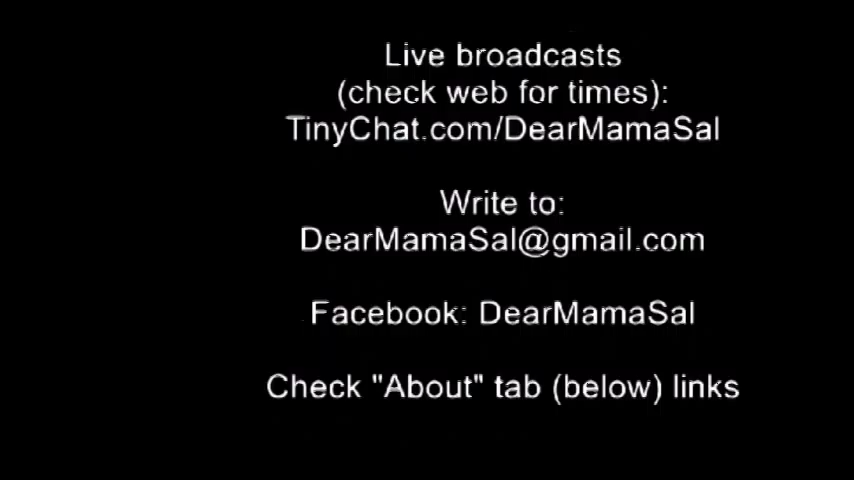 Live broadcasts
(check web for times):
TinyChat.com/DearMamaSal
Write to:
DearMamaSal@gmail.com
Facebook: DearMamaSal
Check "About" tab (below) links